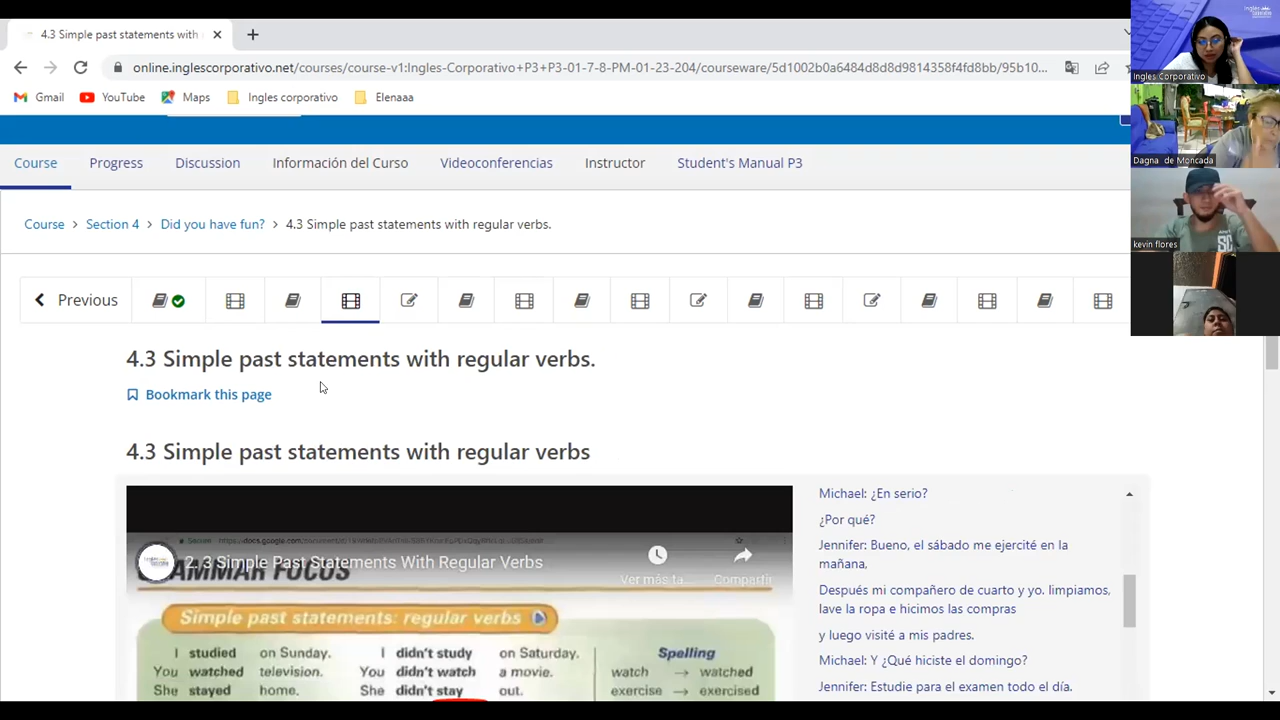 4.3 Simple past statements with
online.inglescorporativo.net/courses/course-v1:Ingles-Corporativo+P3+P3-01-7-8-PM-01-23-204/courseware/5d1002b0a6484d8d8d9814358f4fd8bb/95b10...
Gmail YouTube Maps Ingles corporativo Elenaaa
Course Progress Discussion Información del Curso Videoconferencias Instructor Student's Manual P3
Course > Section 4 > Did you have fun? > 4.3 Simple past statements with regular verbs.
Previous
4.3 Simple past statements with regular verbs.
Bookmark this page
4.3 Simple past statements with regular verbs
2. 3 Simple Past Statements With Regular Verbs
Ver más ta... Compartir
GRAMMAR FOCUS
Simple past statements: regular verbs
I studied on Sunday. I didn't study on Saturday. Spelling
You watched television. You didn't watch a movie. watch → watched
She stayed home. She didn't stay out. exercise → exercised
Michael: ¿En serio?
¿Por qué?
Jennifer: Bueno, el sábado me ejercité en la
mañana,
Después mi compañero de cuarto y yo. limpiamos,
lave la ropa e hicimos las compras
y luego visité a mis padres.
Michael: Y ¿Qué hiciste el domingo?
Jennifer: Estudie para el examen todo el día.
Ingles Corporativo
Dagna de Moncada
kevin flores